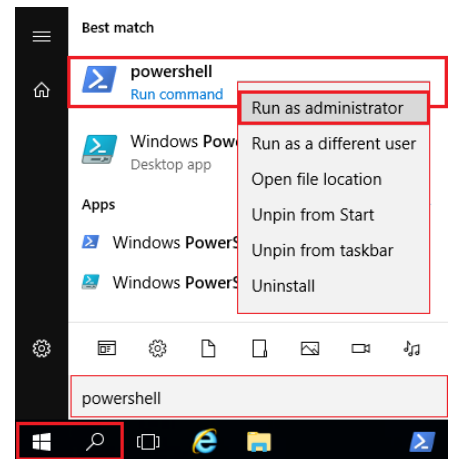 Best match
powershell
Run command
Run as administrator
Windows Pow
Run as a different user
Desktop app
Open file location
Apps
Unpin from Start
Windows PowerS
Unpin from taskbar
Windows PowerS
Uninstall
powershell